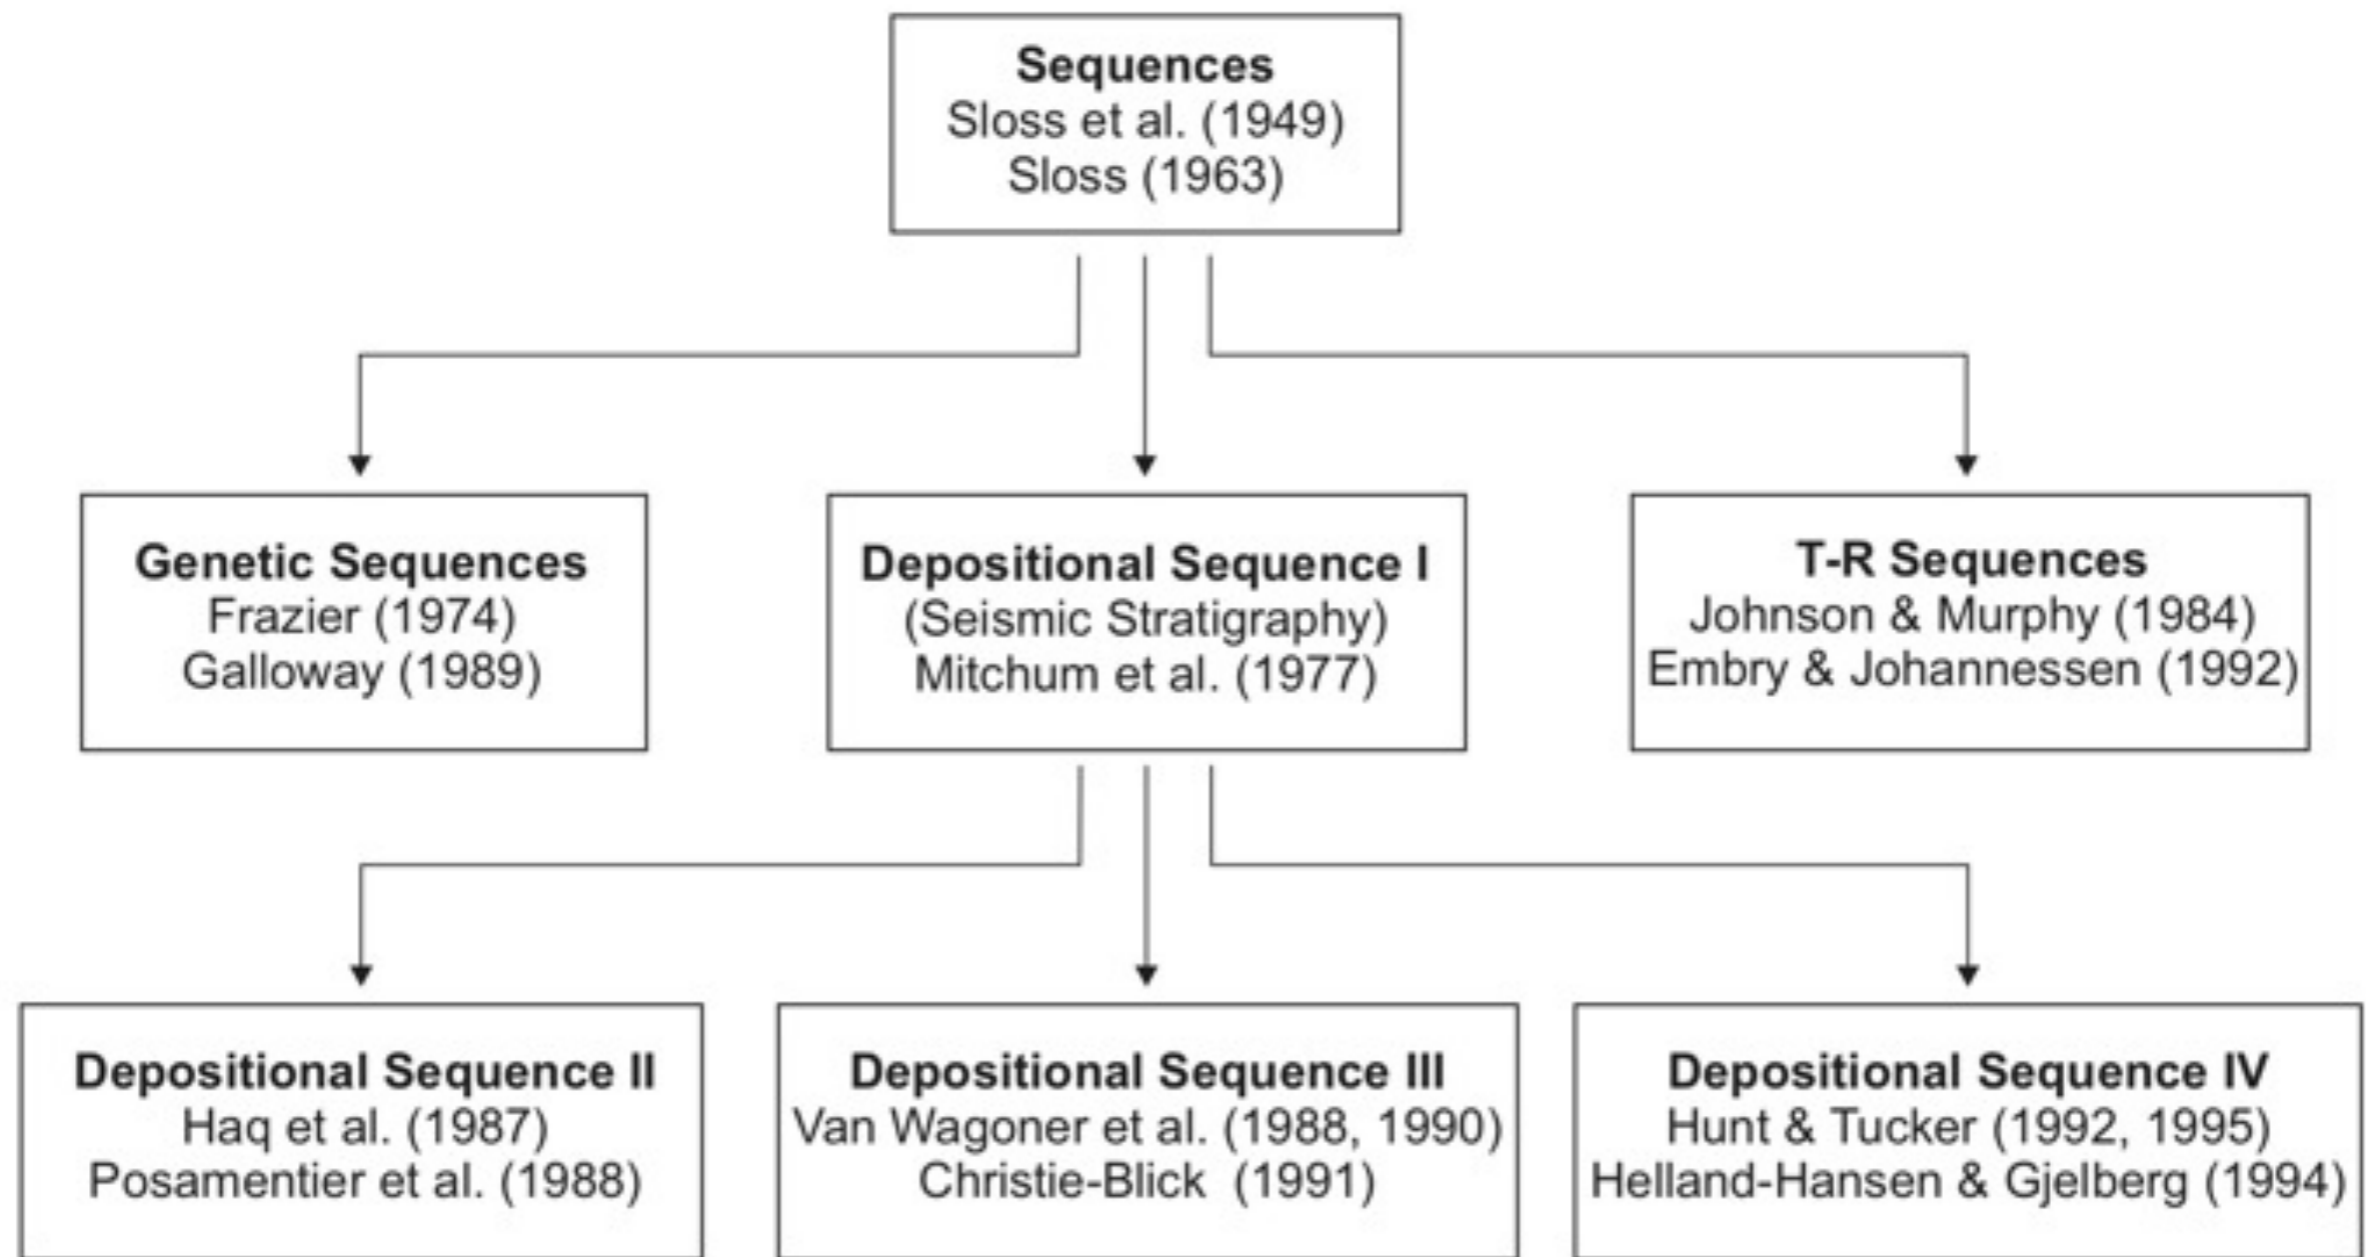 Sequences
Sloss et al. (1949)
Sloss (1963)
Genetic Sequences
Frazier (1974)
Galloway (1989)
Depositional Sequence I
(Seismic Stratigraphy)
Mitchum et al. (1977)
T-R Sequences
Johnson & Murphy (1984)
Embry & Johannessen (1992)
Depositional Sequence II
Haq et al. (1987)
Posamentier et al. (1988)
Depositional Sequence III
Van Wagoner et al. (1988, 1990)
Christie-Blick (1991)
Depositional Sequence IV
Hunt & Tucker (1992, 1995)
Helland-Hansen & Gjelberg (1994)